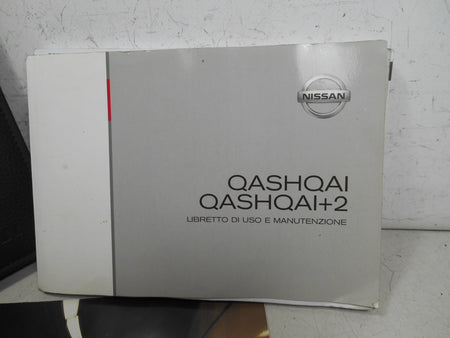 NISSAN
QASHQAI
QASHQAI+2
LIBRETTO DI USO E MANUTENZIONE